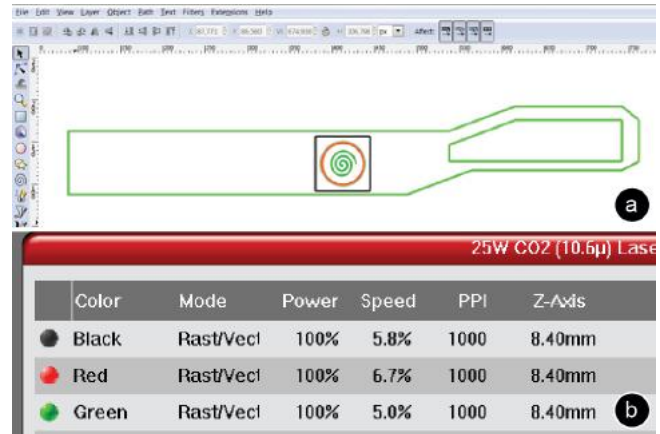 File Edit View Layer Object Path Text Filters Extensions Help
Affect:
a
25W CO2 (10.6µ) Lase
Color Mode Power Speed PPI Z-Axis
Black Rast/Vect 100% 5.8% 1000 8.40mm
Red Rast/Vect 100% 6.7% 1000 8.40mm
Green Rast/Vect 100% 5.0% 1000 8.40mm
b